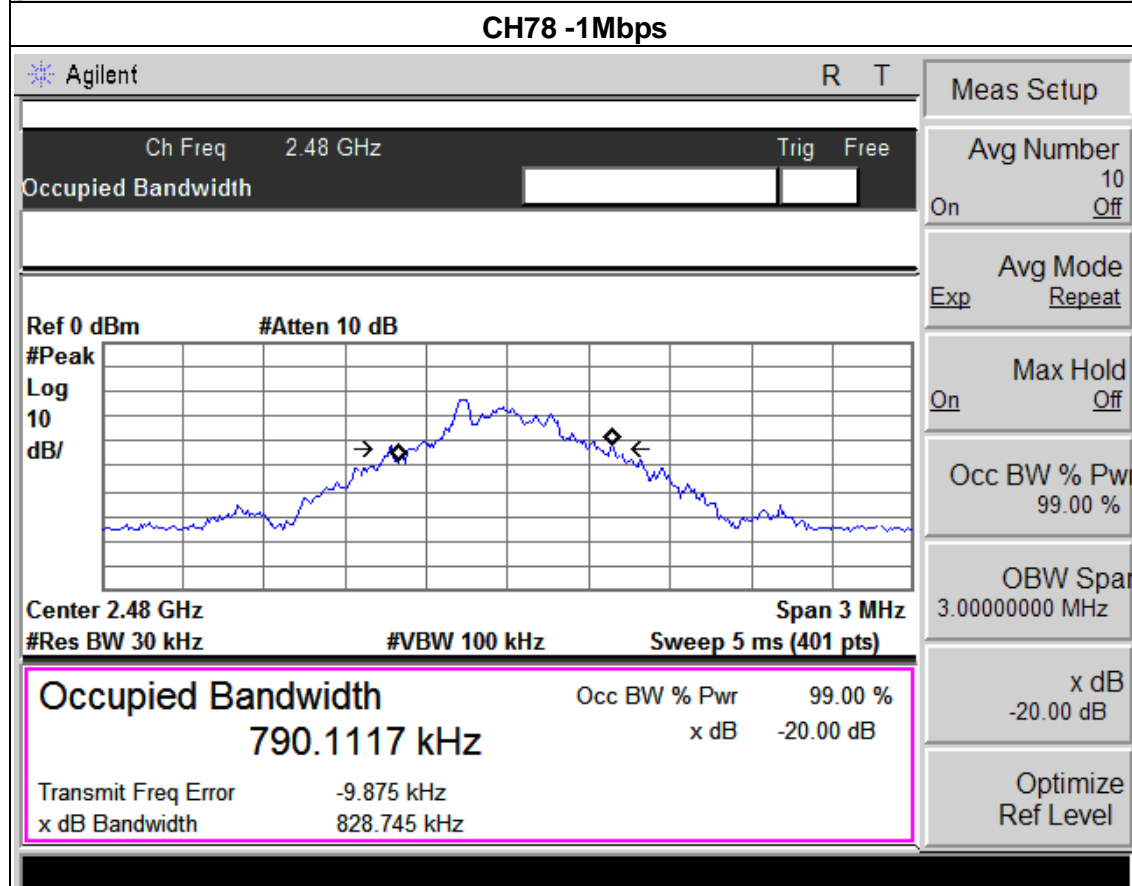 CH78 -1Mbps
Agilent R T
Ch Freq 2.48 GHz Trig Free
Occupied Bandwidth
Ref 0 dBm #Atten 10 dB
#Peak
Log
10
dB/
Center 2.48 GHz Span 3 MHz
#Res BW 30 kHz #VBW 100 kHz Sweep 5 ms (401 pts)
Occupied Bandwidth Occ BW % Pwr 99.00 %
790.1117 kHz x dB -20.00 dB
Transmit Freq Error -9.875 kHz
x dB Bandwidth 828.745 kHz
Meas Setup
Avg Number
10
On Off
Avg Mode
Exp Repeat
Max Hold
On Off
Occ BW % Pwr
99.00 %
OBW Span
3.00000000 MHz
x dB
-20.00 dB
Optimize
Ref Level